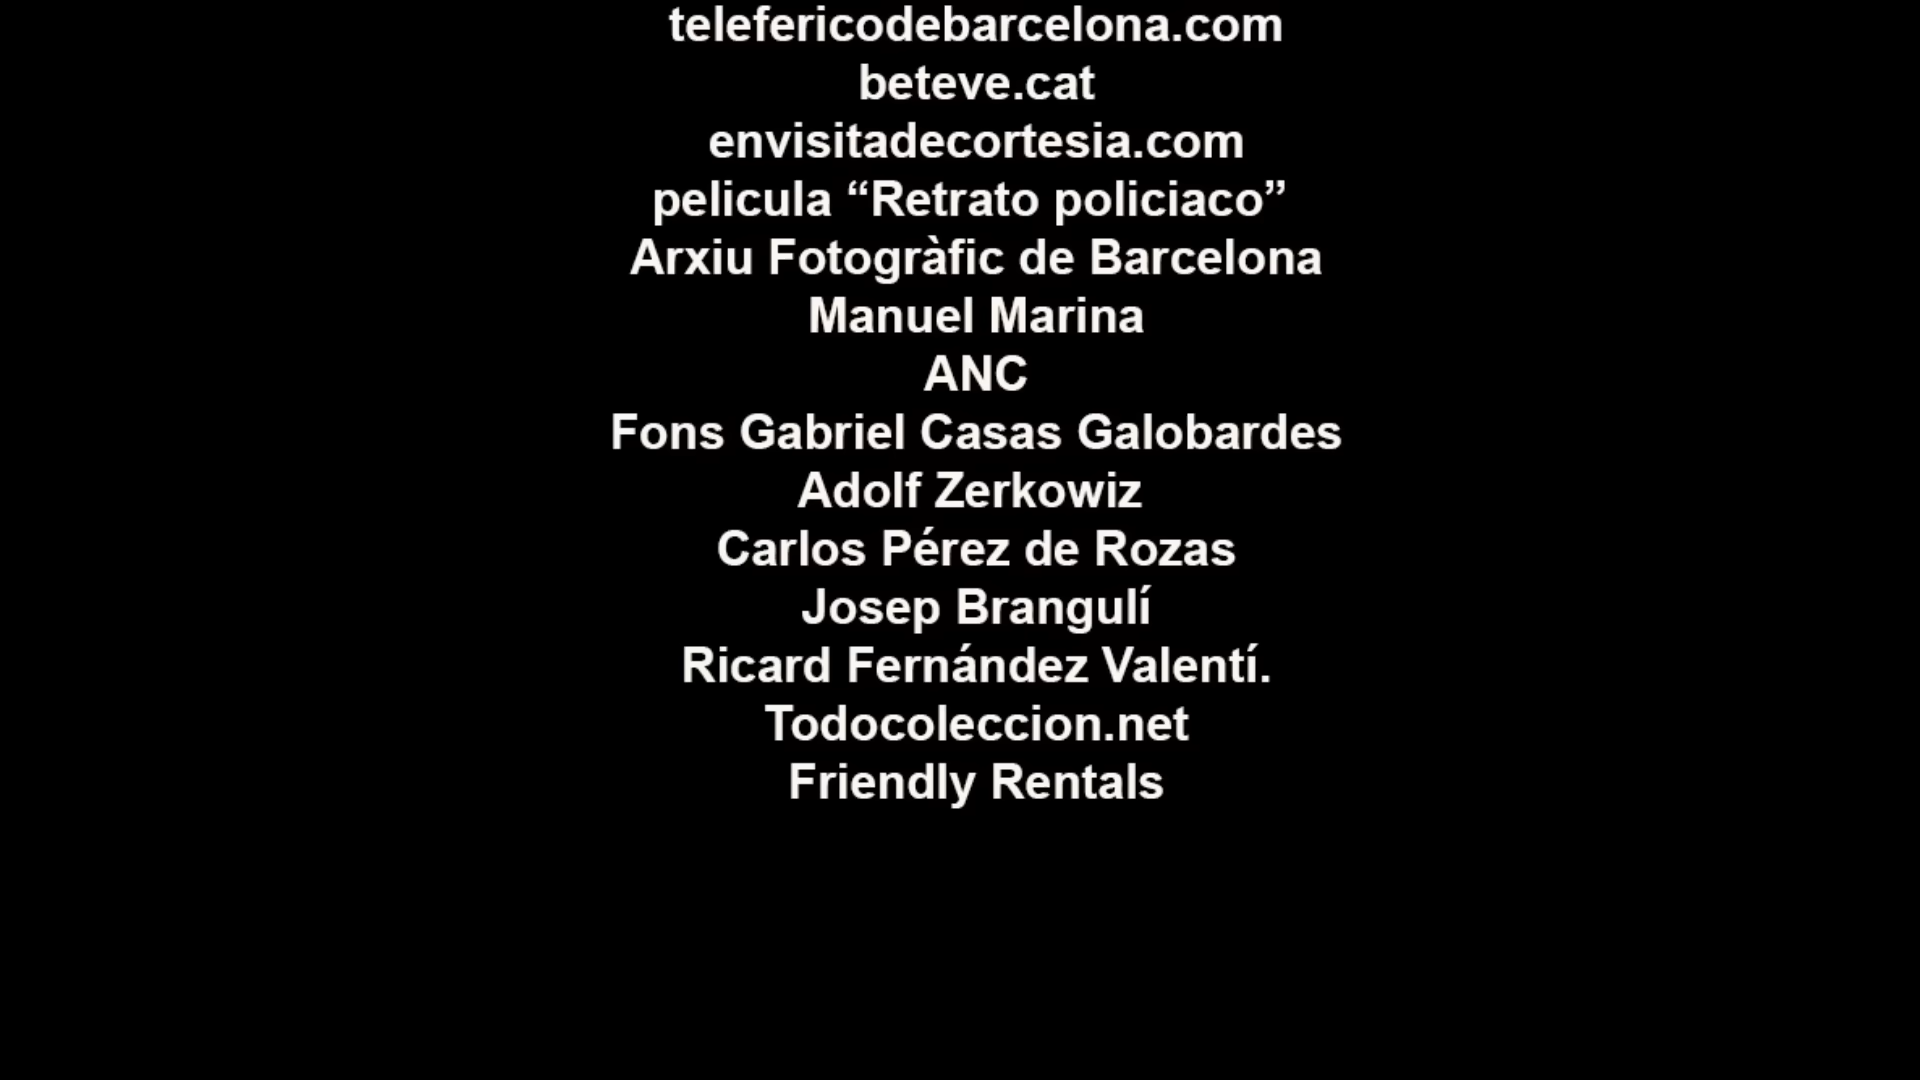 telefericodebarcelona.com
beteve.cat
envisitadecortesia.com
pelicula “Retrato policiaco”
Arxiu Fotogràfic de Barcelona
Manuel Marina
ANC
Fons Gabriel Casas Galobardes
Adolf Zerkowiz
Carlos Pérez de Rozas
Josep Brangulí
Ricard Fernández Valentí.
Todocoleccion.net
Friendly Rentals